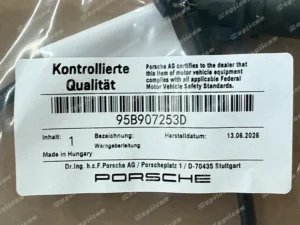 Kontrollierte
Qualität
Porsche AG certifies to the dealer that
this item of motor vehicle equipment
complies with all applicable Federal
Motor Vehicle Safety Standards.
95B907253D
Inhalt: Bezeichnung: Herstelldatum:
1 Warngeberleitung 13.06.2025
Made in Hungary
Dr.Ing. h.c.F.Porsche AG / Porscheplatz 1 / D-70435 Stuttgart
PORSCHE